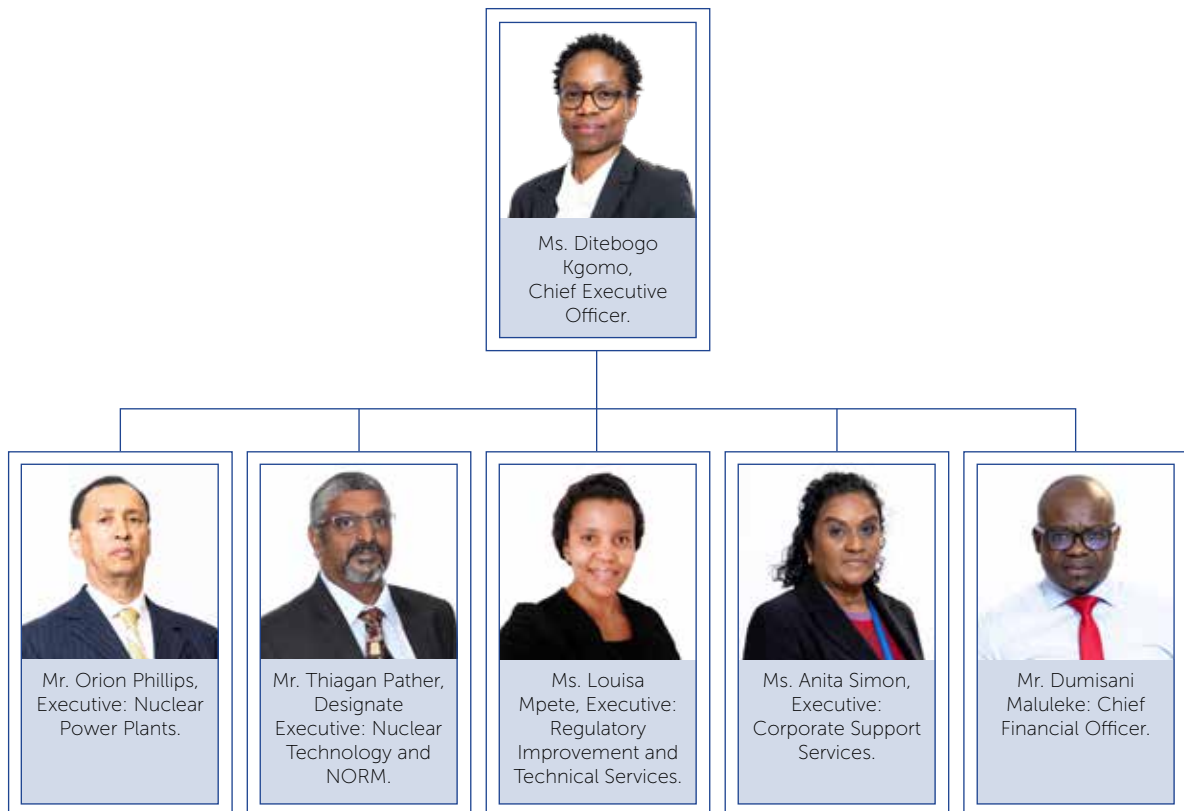 Ms. Ditebogo
Kgomo,
Chief Executive
Officer.
Mr. Orion Phillips,
Executive: Nuclear
Power Plants.
Mr. Thiagan Pather,
Designate
Executive: Nuclear
Technology and
NORM.
Ms. Louisa
Mpete, Executive:
Regulatory
Improvement and
Technical Services.
Ms. Anita Simon,
Executive:
Corporate Support
Services.
Mr. Dumisani
Maluleke: Chief
Financial Officer.